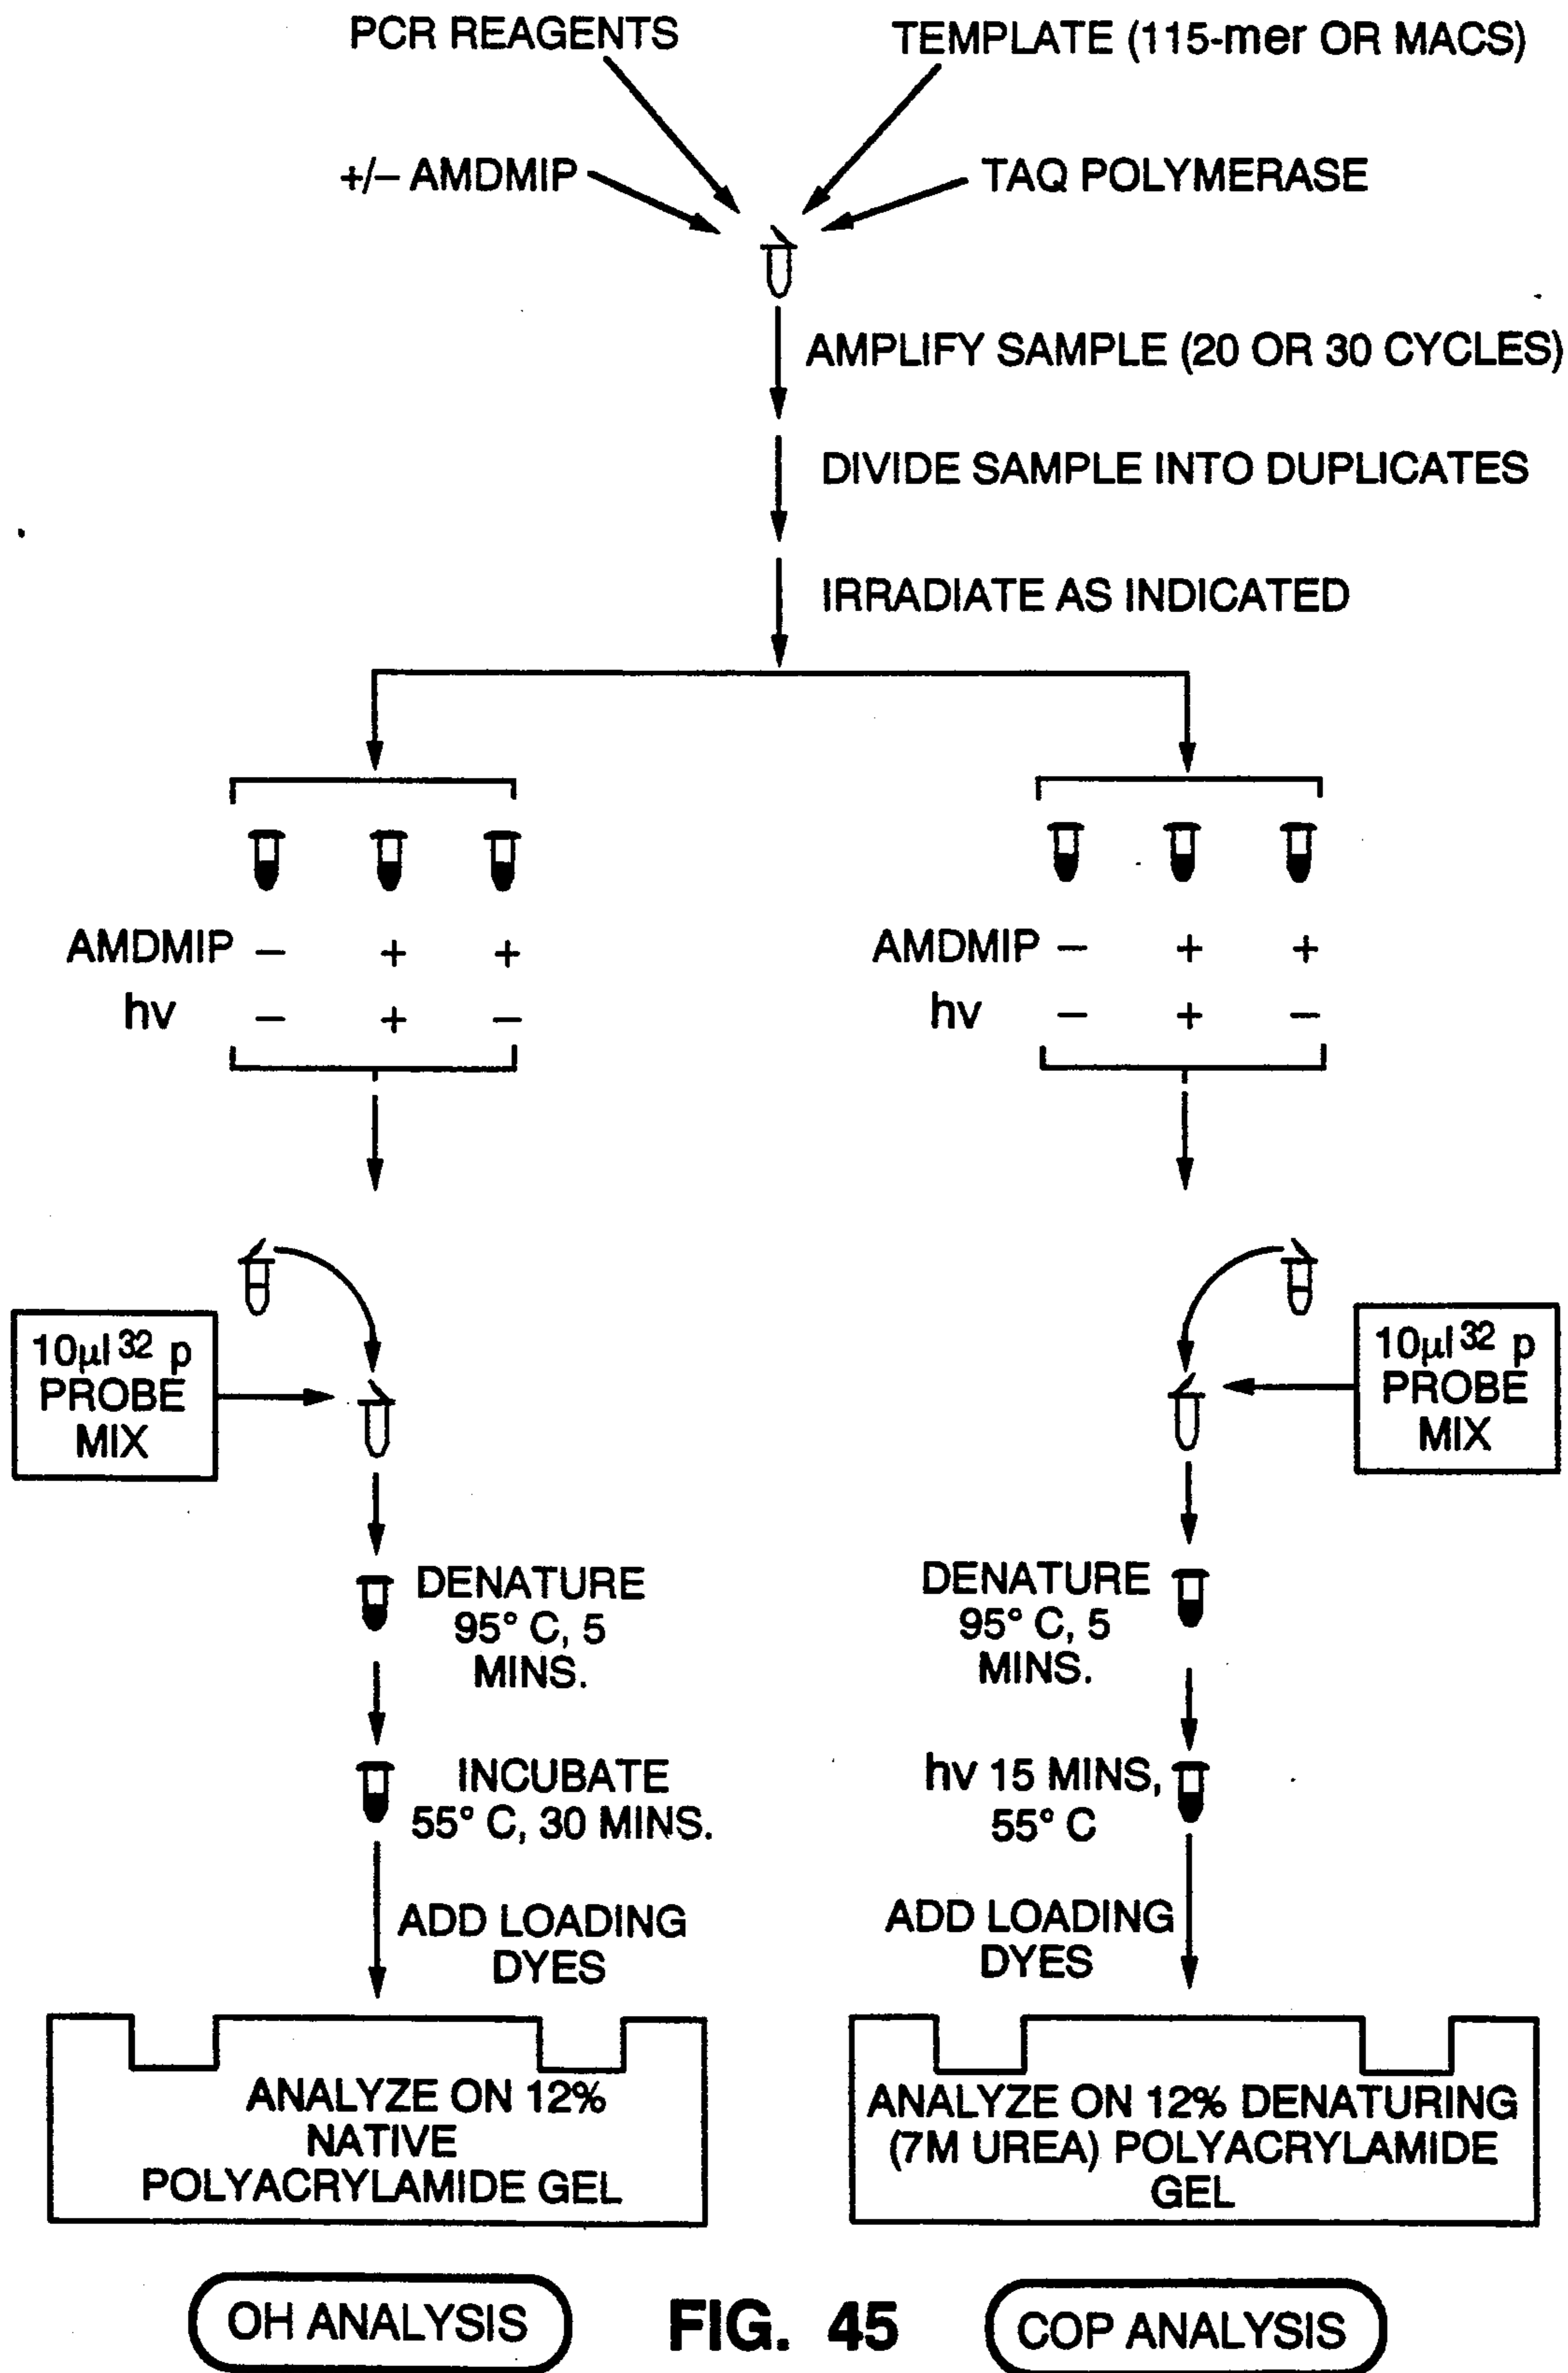 PCR REAGENTS
TEMPLATE (115-mer OR MACS)
+/– AMDMIP
TAQ POLYMERASE
AMPLIFY SAMPLE (20 OR 30 CYCLES)
DIVIDE SAMPLE INTO DUPLICATES
IRRADIATE AS INDICATED
AMDMIP – + +
hν – + –
AMDMIP – + +
hν – + –
10µl 32 p
PROBE
MIX
10µl 32 p
PROBE
MIX
DENATURE
95° C, 5
MINS.
DENATURE
95° C, 5
MINS.
INCUBATE
55° C, 30 MINS.
hν 15 MINS,
55° C
ADD LOADING
DYES
ADD LOADING
DYES
ANALYZE ON 12%
NATIVE
POLYACRYLAMIDE GEL
ANALYZE ON 12% DENATURING
(7M UREA) POLYACRYLAMIDE
GEL
OH ANALYSIS
FIG. 45
COP ANALYSIS